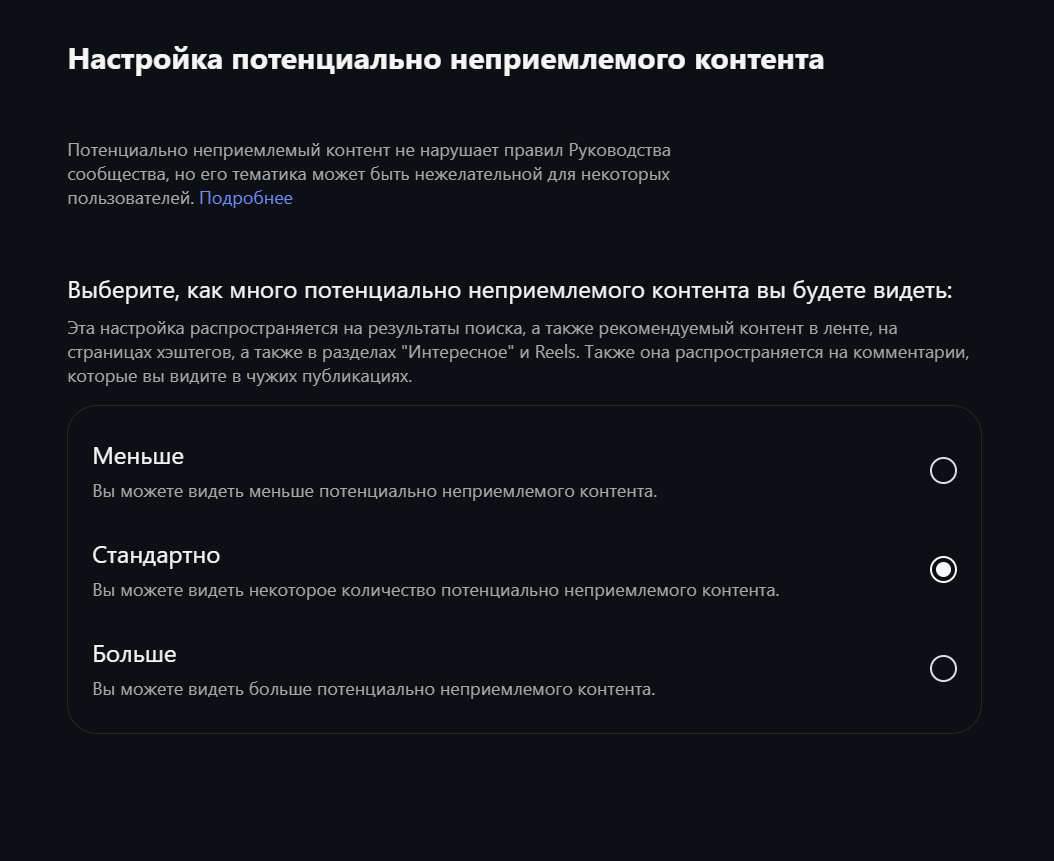 Настройка потенциально неприемлемого контента
Потенциально неприемлемый контент не нарушает правил Руководства
сообщества, но его тематика может быть нежелательной для некоторых
пользователей. Подробнее
Выберите, как много потенциально неприемлемого контента вы будете видеть:
Эта настройка распространяется на результаты поиска, а также рекомендуемый контент в ленте, на
страницах хэштегов, а также в разделах "Интересное" и Reels. Также она распространяется на комментарии,
которые вы видите в чужих публикациях.
Меньше
Вы можете видеть меньше потенциально неприемлемого контента.
Стандартно
Вы можете видеть некоторое количество потенциально неприемлемого контента.
Больше
Вы можете видеть больше потенциально неприемлемого контента.